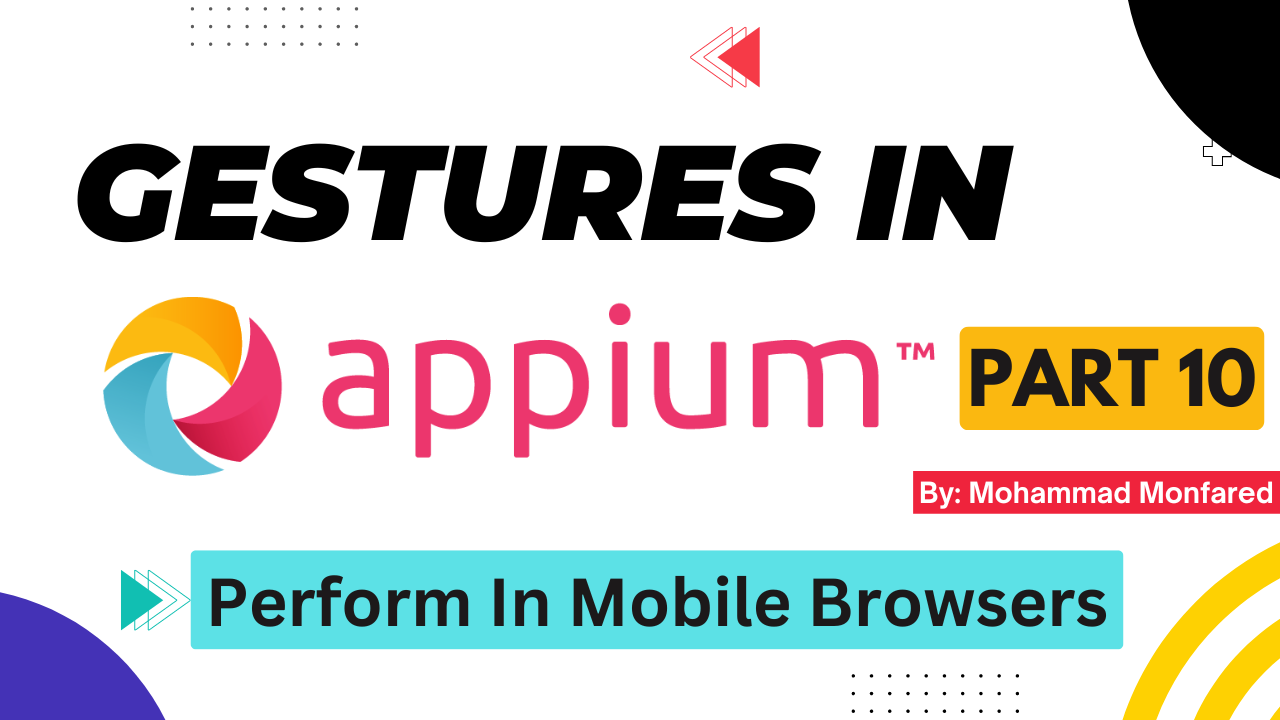 GESTURES IN
appium™
PART 10
By: Mohammad Monfared
Perform In Mobile Browsers